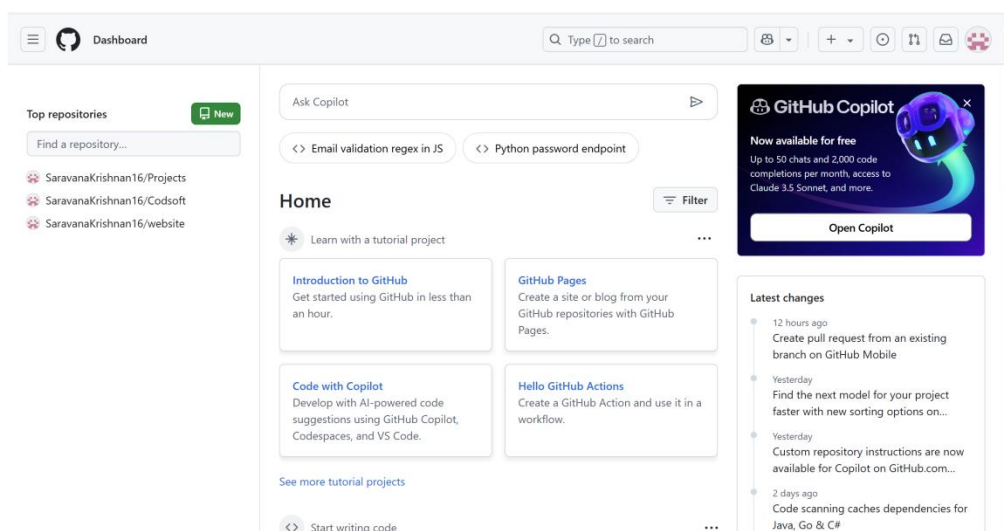 Dashboard
Type / to search
Top repositories
New
Find a repository...
SaravanaKrishnan16/Projects
SaravanaKrishnan16/Codsoft
SaravanaKrishnan16/website
Ask Copilot
<> Email validation regex in JS
<> Python password endpoint
Home
Filter
Learn with a tutorial project
Introduction to GitHub
Get started using GitHub in less than
an hour.
GitHub Pages
Create a site or blog from your
GitHub repositories with GitHub
Pages.
Code with Copilot
Develop with AI-powered code
suggestions using GitHub Copilot,
Codespaces, and VS Code.
Hello GitHub Actions
Create a GitHub Action and use it in a
workflow.
See more tutorial projects
<> Start writing code
GitHub Copilot
Now available for free
Up to 50 chats and 2,000 code
completions per month, access to
Claude 3.5 Sonnet, and more.
Open Copilot
Latest changes
12 hours ago
Create pull request from an existing
branch on GitHub Mobile
Yesterday
Find the next model for your project
faster with new sorting options on...
Yesterday
Custom repository instructions are now
available for Copilot on GitHub.com...
2 days ago
Code scanning caches dependencies for
Java, Go & C#